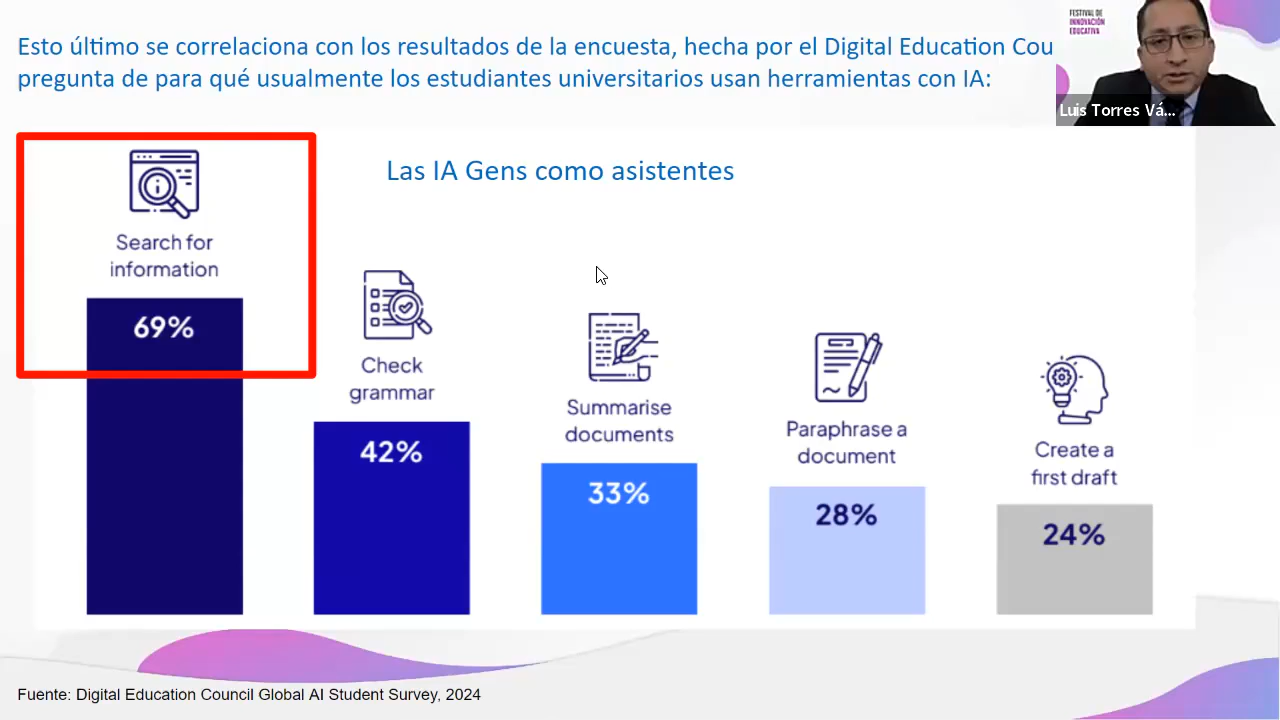 Esto último se correlaciona con los resultados de la encuesta, hecha por el Digital Education Cou
pregunta de para qué usualmente los estudiantes universitarios usan herramientas con IA:
FESTIVAL DE
INNOVACIÓN
EDUCATIVA
Luis Torres Vá...
Las IA Gens como asistentes
Search for
information
69%
Check
grammar
42%
Summarise
documents
33%
Paraphrase a
document
28%
Create a
first draft
24%
Fuente: Digital Education Council Global AI Student Survey, 2024